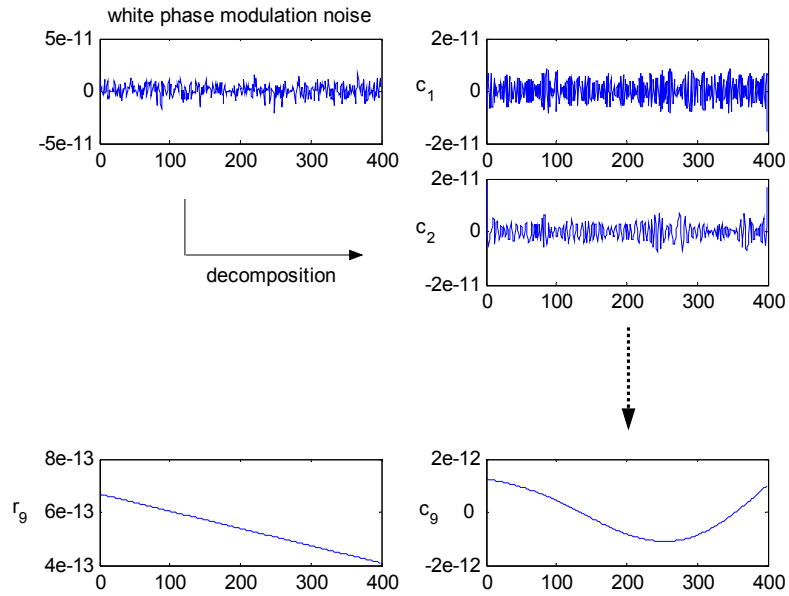 white phase modulation noise
5e-11
0
-5e-11
0 100 200 300 400
2e-11
c1 0
-2e-11
0 100 200 300 400
2e-11
c2 0
-2e-11
0 100 200 300 400
decomposition
8e-13
r9 6e-13
4e-13
0 100 200 300 400
2e-12
c9 0
-2e-12
0 100 200 300 400